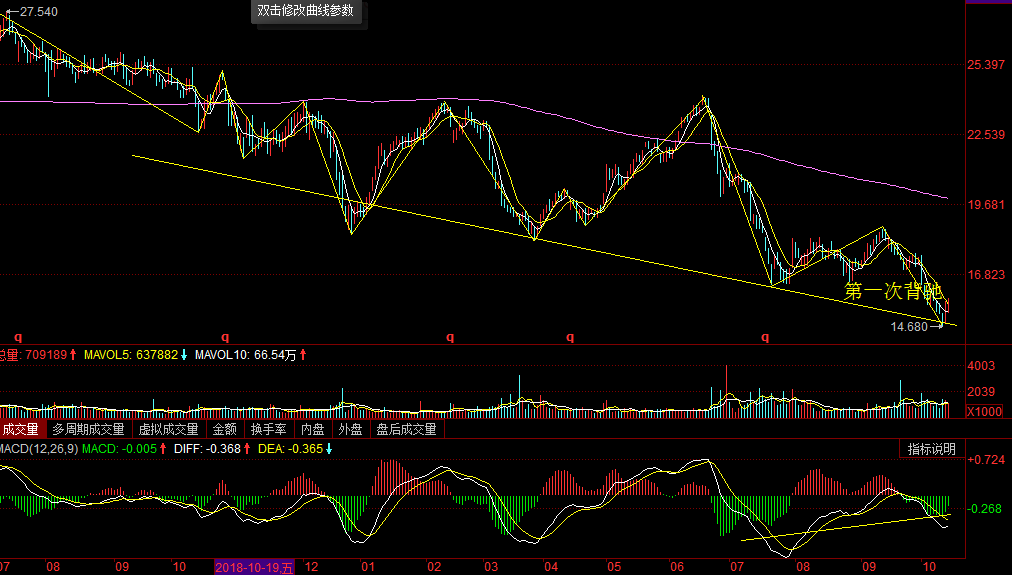 27.540
双击修改曲线参数
25.397
22.539
19.681
16.823
第一次背驰
14.680
q q q q q
总量: 709189 MAVOL5: 637882 MAVOL10: 66.54万
4003
2039
X1000
成交量 多周期成交量 虚拟成交量 金额 换手率 内盘 外盘 盘后成交量
MACD(12,26,9) MACD: -0.005 DIFF: -0.368 DEA: -0.365 指标说明
+0.724
-0.268
07 08 09 10 2018-10-19,五 12 01 02 03 04 05 06 07 08 09 10